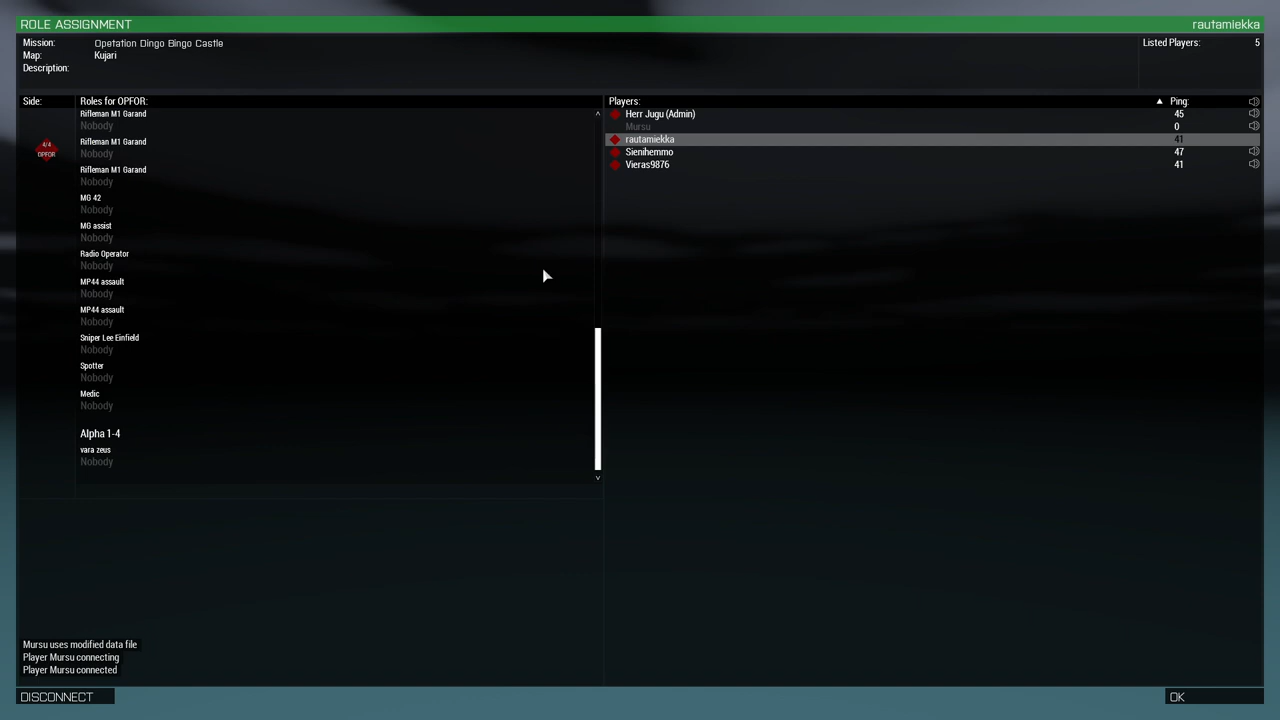 ROLE ASSIGNMENT rautamiekka
Mission: Opetation Dingo Bingo Castle Listed Players: 5
Map: Kujari
Description:
Side: Roles for OPFOR: Players: Ping:
4/4
OPFOR
Rifleman M1 Garand
Nobody
Rifleman M1 Garand
Nobody
Rifleman M1 Garand
Nobody
MG 42
Nobody
MG assist
Nobody
Radio Operator
Nobody
MP44 assault
Nobody
MP44 assault
Nobody
Sniper Lee Einfield
Nobody
Spotter
Nobody
Medic
Nobody
Alpha 1-4
vara zeus
Nobody
Herr Jugu (Admin) 45
Mursu 0
rautamiekka 41
Sienihemmo 47
Vieras9876 41
Mursu uses modified data file
Player Mursu connecting
Player Mursu connected
DISCONNECT OK